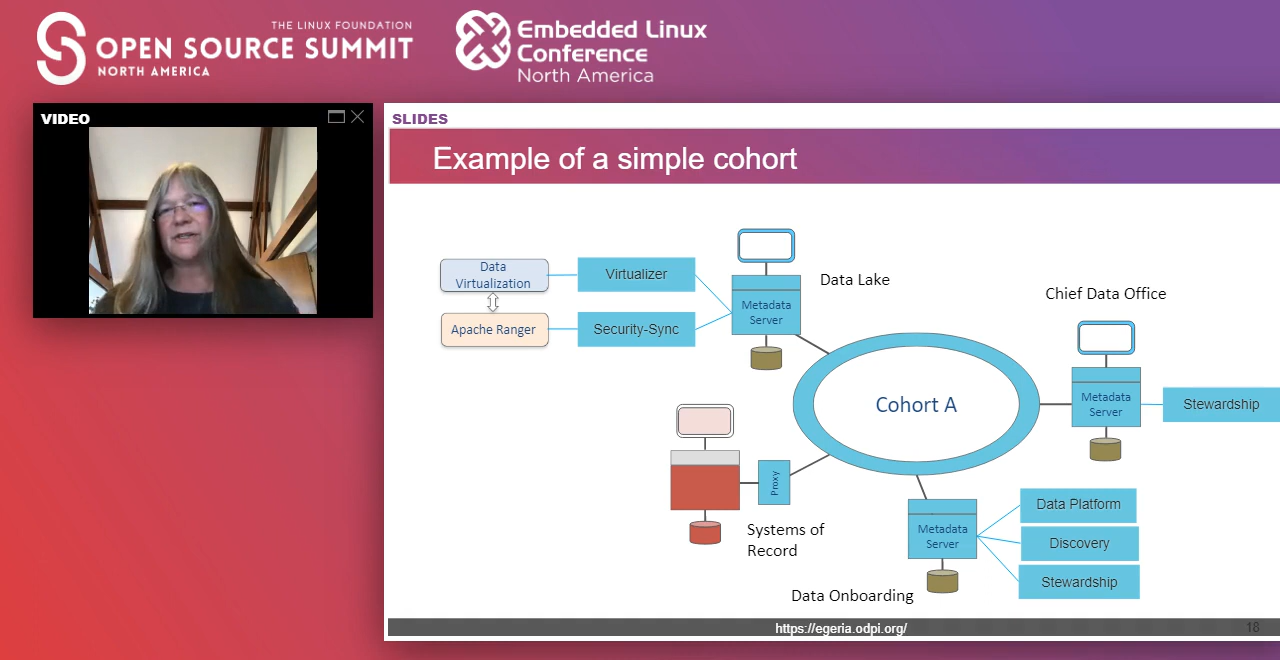 THE LINUX FOUNDATION
OPEN SOURCE SUMMIT
NORTH AMERICA
Embedded Linux
Conference
North America
VIDEO
SLIDES
Example of a simple cohort
Data
Virtualization
Virtualizer
Apache Ranger
Security-Sync
Metadata
Server
Data Lake
Chief Data Office
Metadata
Server
Stewardship
Cohort A
Proxy
Systems of
Record
Metadata
Server
Data Platform
Discovery
Stewardship
Data Onboarding
https://egeria.odpi.org/
18